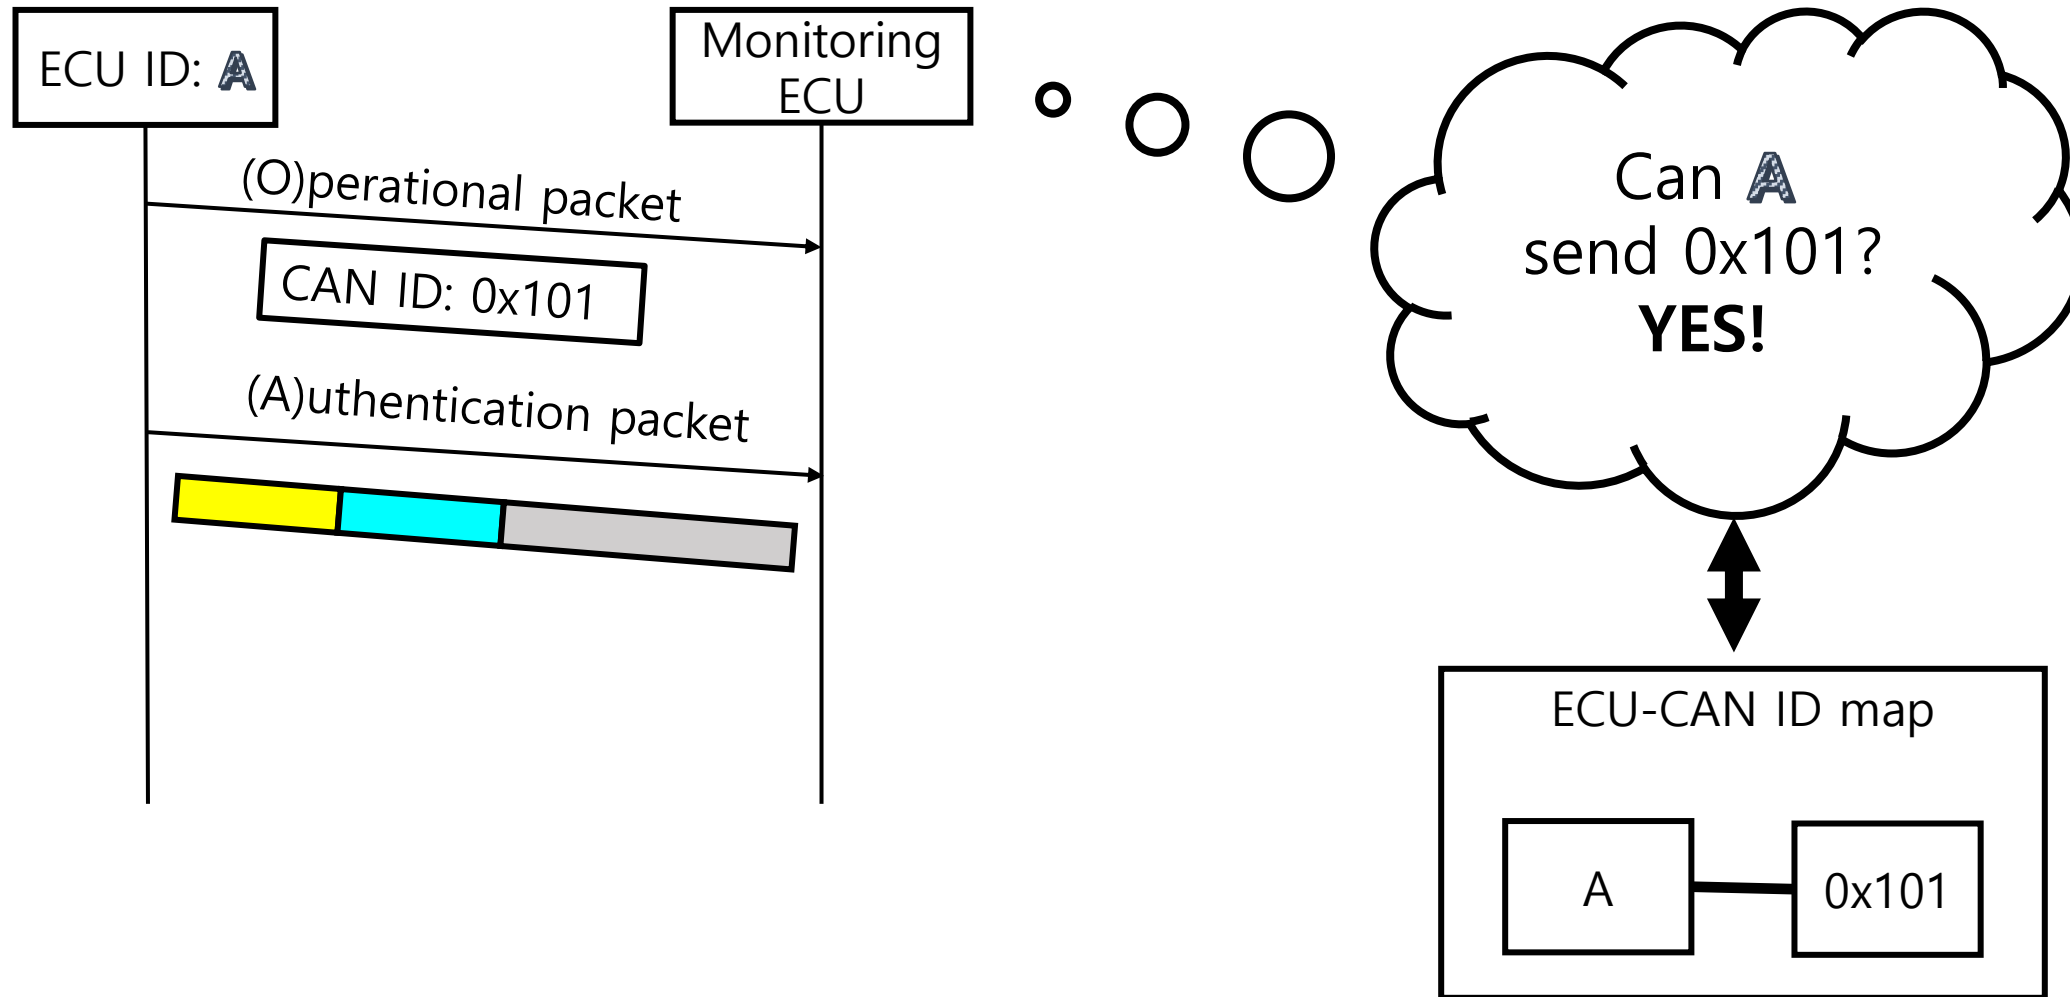 ECU ID: A
Monitoring
ECU
(O)perational packet
CAN ID: 0x101
(A)uthentication packet
Can A
send 0x101?
YES!
ECU-CAN ID map
A
0x101